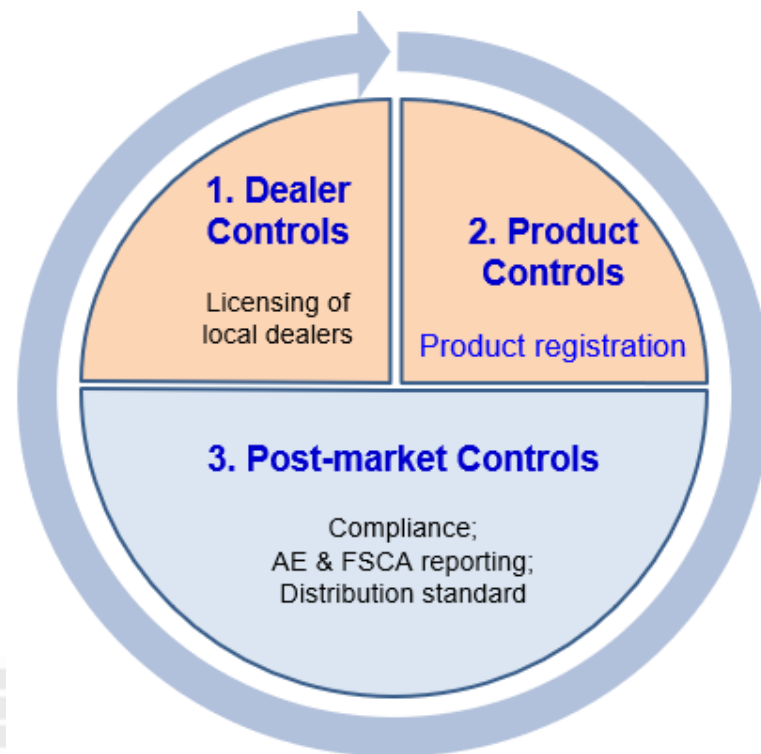 1. Dealer
Controls
Licensing of
local dealers
2. Product
Controls
Product registration
3. Post-market Controls
Compliance;
AE & FSCA reporting;
Distribution standard